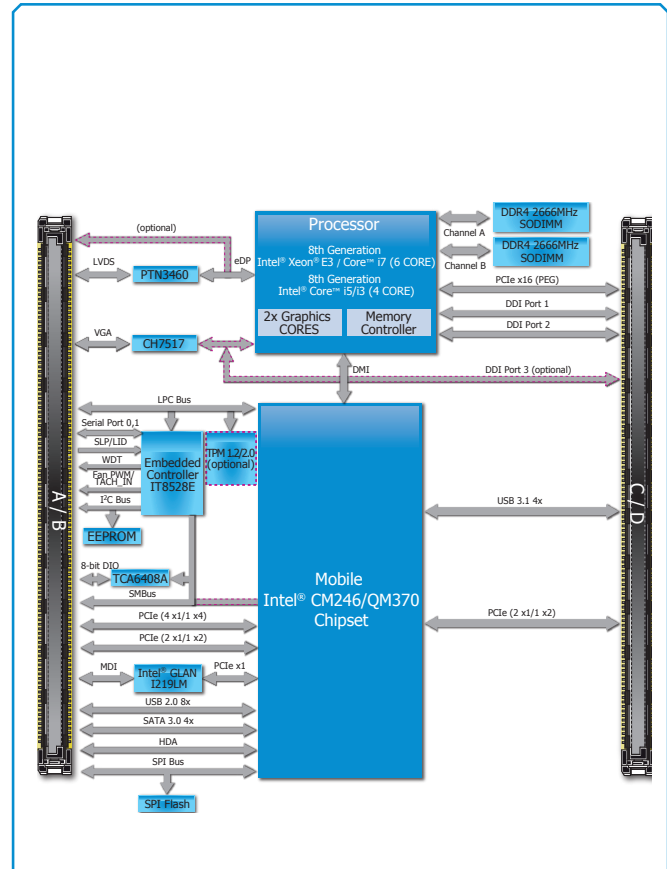 Processor
8th Generation
Intel® Xeon® E3 / Core™ i7 (6 CORE)
8th Generation
Intel® Core™ i5/i3 (4 CORE)
2x Graphics
CORES
Memory
Controller
DDR4 2666MHz
SODIMM
Channel A
DDR4 2666MHz
SODIMM
Channel B
PCIe x16 (PEG)
DDI Port 1
DDI Port 2
DDI Port 3 (optional)
DMI
(optional)
LVDS
PTN3460
eDP
VGA
CH7517
LPC Bus
Serial Port 0,1
SLP/LID
WDT
Fan PWM/
TACH_IN
I²C Bus
Embedded
Controller
IT8528E
TPM 1.2/2.0
(optional)
EEPROM
8-bit DIO
TCA6408A
SMBus
PCIe (4 x1/1 x4)
PCIe (2 x1/1 x2)
MDI
Intel® GLAN
I219LM
PCIe x1
USB 2.0 8x
SATA 3.0 4x
HDA
SPI Bus
SPI Flash
Mobile
Intel® CM246/QM370
Chipset
USB 3.1 4x
PCIe (2 x1/1 x2)
A / B
C / D